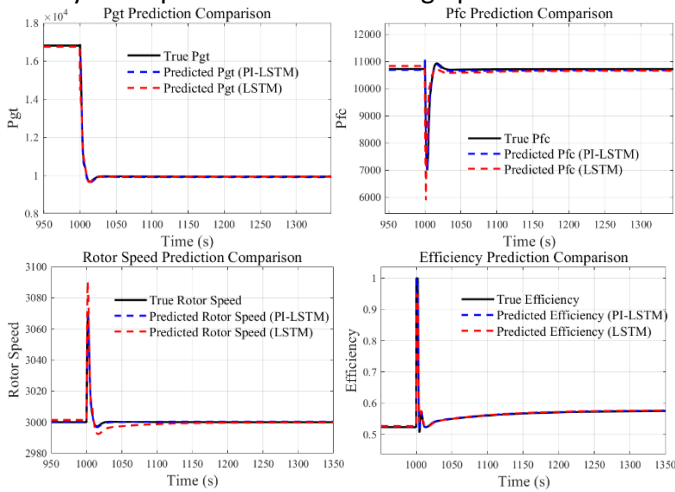 Pgt Prediction Comparison
×10⁴
1.8
1.6
1.4
1.2
1
0.8
Pgt
True Pgt
Predicted Pgt (PI-LSTM)
Predicted Pgt (LSTM)
950 1000 1050 1100 1150 1200 1250 1300
Time (s)
Pfc Prediction Comparison
12000
11000
10000
9000
8000
7000
6000
Pfc
True Pfc
Predicted Pfc (PI-LSTM)
Predicted Pfc (LSTM)
950 1000 1050 1100 1150 1200 1250 1300
Time (s)
Rotor Speed Prediction Comparison
3100
3080
3060
3040
3020
3000
2980
Rotor Speed
True Rotor Speed
Predicted Rotor Speed (PI-LSTM)
Predicted Rotor Speed (LSTM)
950 1000 1050 1100 1150 1200 1250 1300 1350
Time (s)
Efficiency Prediction Comparison
1
0.9
0.8
0.7
0.6
0.5
Efficiency
True Efficiency
Predicted Efficiency (PI-LSTM)
Predicted Efficiency (LSTM)
1000 1050 1100 1150 1200 1250 1300 1350
Time (s)